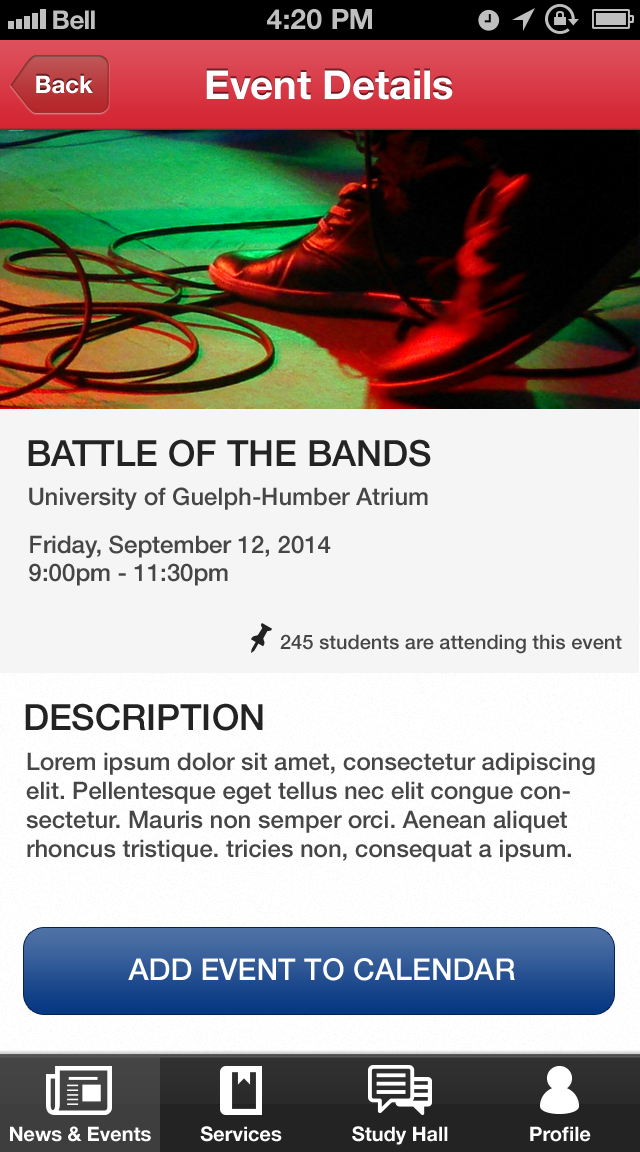 Bell
4:20 PM
Back
Event Details
BATTLE OF THE BANDS
University of Guelph-Humber Atrium
Friday, September 12, 2014
9:00pm - 11:30pm
245 students are attending this event
DESCRIPTION
Lorem ipsum dolor sit amet, consectetur adipiscing
elit. Pellentesque eget tellus nec elit congue con-
sectetur. Mauris non semper orci. Aenean aliquet
rhoncus tristique. tricies non, consequat a ipsum.
ADD EVENT TO CALENDAR
News & Events
Services
Study Hall
Profile